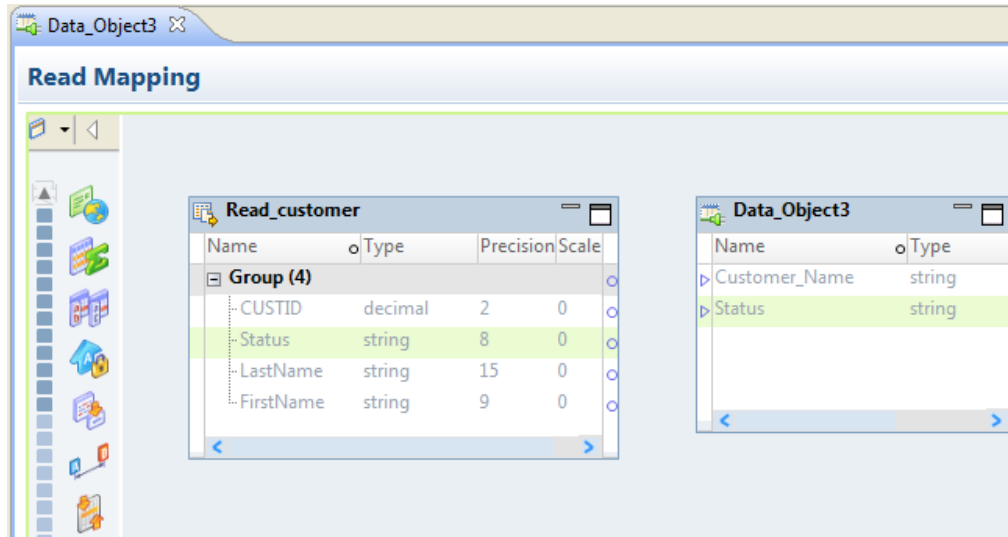 Data_Object3
Read Mapping
Read_customer
Name Type Precision Scale
Group (4)
CUSTID decimal 2 0
Status string 8 0
LastName string 15 0
FirstName string 9 0
Data_Object3
Name Type
Customer_Name string
Status string